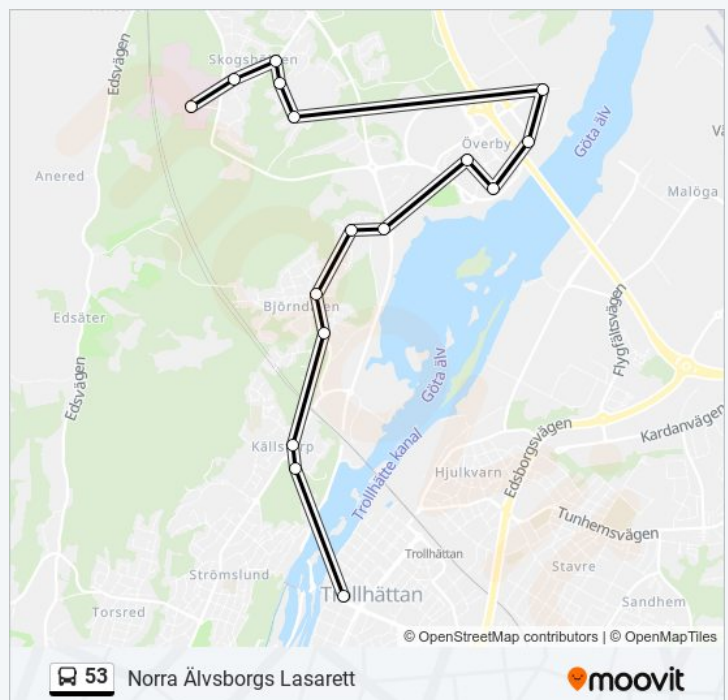 Edsvägen
Skogshöjden
Göta älv
Överby
Vä
Anered
Malöga
Edsäter
Björndalen
Flygfältsvägen
Edsvägen
Göta älv
Kardanvägen
Edsborgsvägen
Källstorp
Hjulkvarn
Trollhätte kanal
Tunhemsvägen
Trollhättan
Strömslund
Stavre
Trollhättan
Sandhem
Torsred
© OpenStreetMap contributors | © OpenMapTiles
53 Norra Älvsborgs Lasarett
moovit